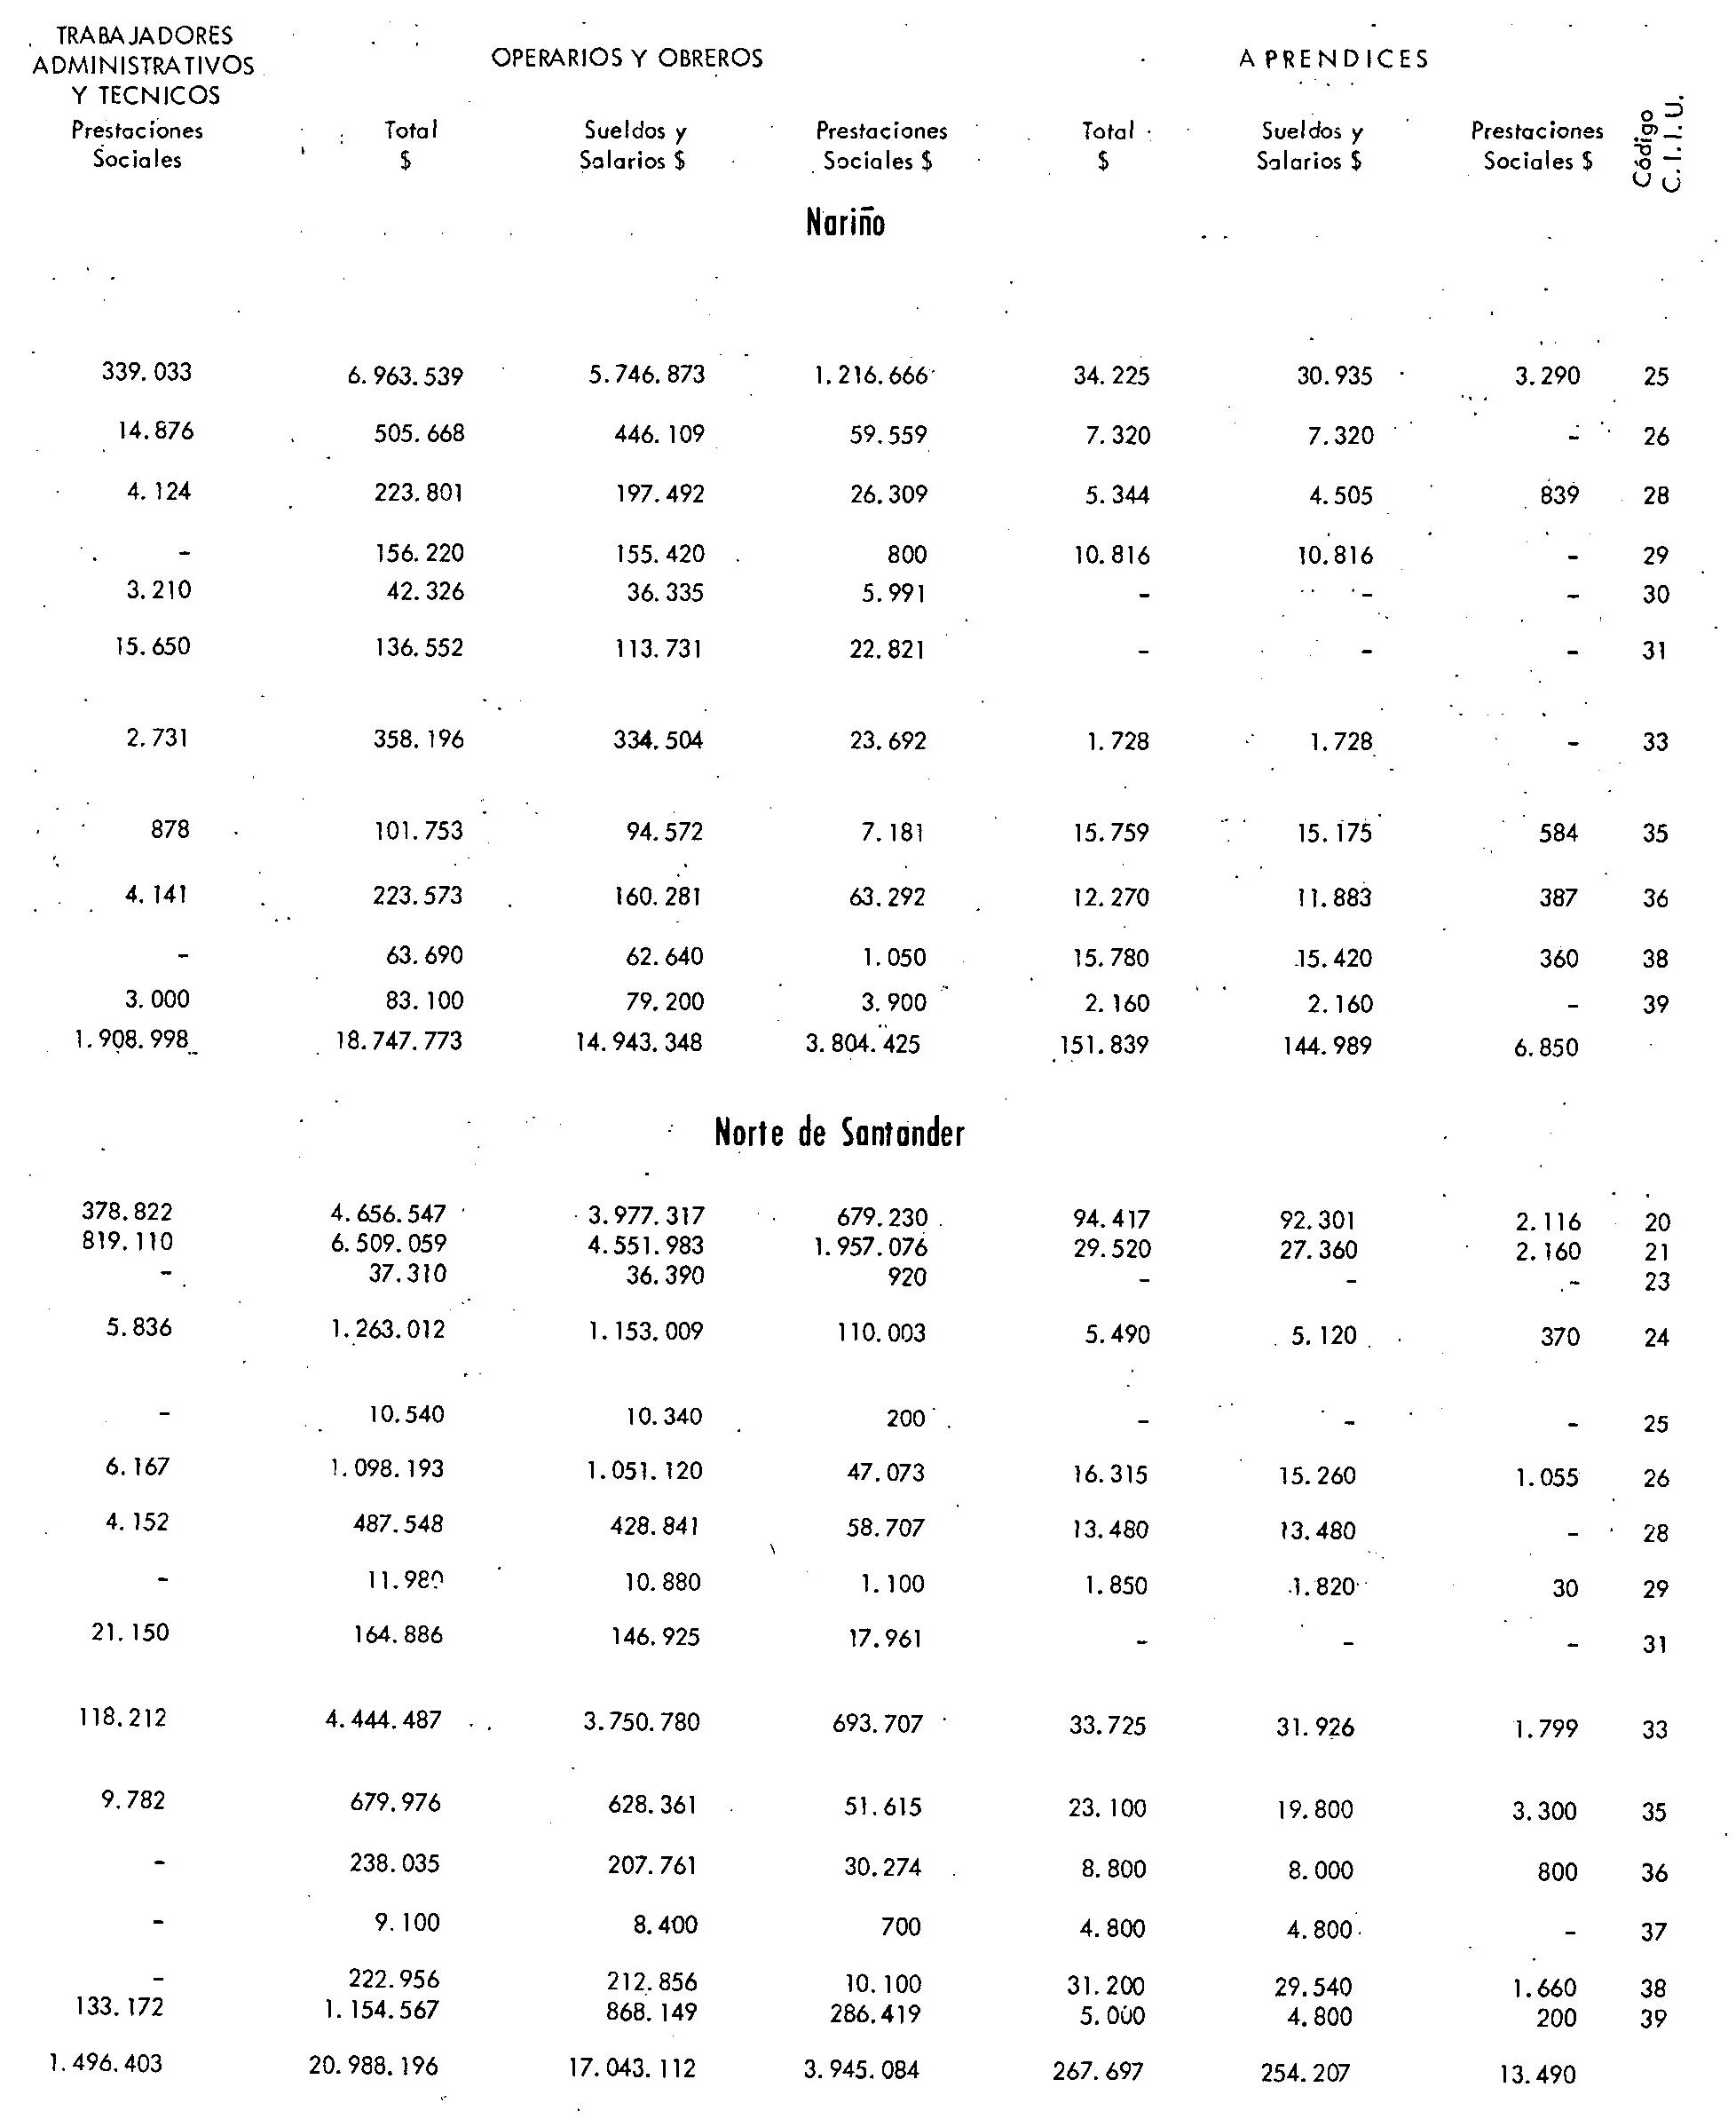 TRABAJADORES
ADMINISTRATIVOS OPERARIOS Y OBREROS APRENDICES
Y TECNICOS
Prestaciones Total Sueldos y Prestaciones Total Sueldos y Prestaciones Código
Sociales $ Salarios $ Sociales $ $ Salarios $ Sociales $ C.I.I.U.
Nariño
339.033 6.963.539 5.746.873 1.216.666 34.225 30.935 3.290 25
14.876 505.668 446.109 59.559 7.320 7.320 - 26
4.124 223.801 197.492 26.309 5.344 4.505 839 28
- 156.220 155.420 800 10.816 10.816 - 29
3.210 42.326 36.335 5.991 - - - 30
15.650 136.552 113.731 22.821 - - - 31
2.731 358.196 334.504 23.692 1.728 1.728 - 33
878 101.753 94.572 7.181 15.759 15.175 584 35
4.141 223.573 160.281 63.292 12.270 11.883 387 36
- 63.690 62.640 1.050 15.780 15.420 360 38
3.000 83.100 79.200 3.900 2.160 2.160 - 39
1.908.998 18.747.773 14.943.348 3.804.425 151.839 144.989 6.850
Norte de Santander
378.822 4.656.547 3.977.317 679.230 94.417 92.301 2.116 20
819.110 6.509.059 4.551.983 1.957.076 29.520 27.360 2.160 21
- 37.310 36.390 920 - - - 23
5.836 1.263.012 1.153.009 110.003 5.490 5.120 370 24
- 10.540 10.340 200 - - - 25
6.167 1.098.193 1.051.120 47.073 16.315 15.260 1.055 26
4.152 487.548 428.841 58.707 13.480 13.480 - 28
- 11.980 10.880 1.100 1.850 1.820 30 29
21.150 164.886 146.925 17.961 - - - 31
118.212 4.444.487 3.750.780 693.707 33.725 31.926 1.799 33
9.782 679.976 628.361 51.615 23.100 19.800 3.300 35
- 238.035 207.761 30.274 8.800 8.000 800 36
- 9.100 8.400 700 4.800 4.800 - 37
- 222.956 212.856 10.100 31.200 29.540 1.660 38
133.172 1.154.567 868.149 286.419 5.000 4.800 200 39
1.496.403 20.988.196 17.043.112 3.945.084 267.697 254.207 13.490